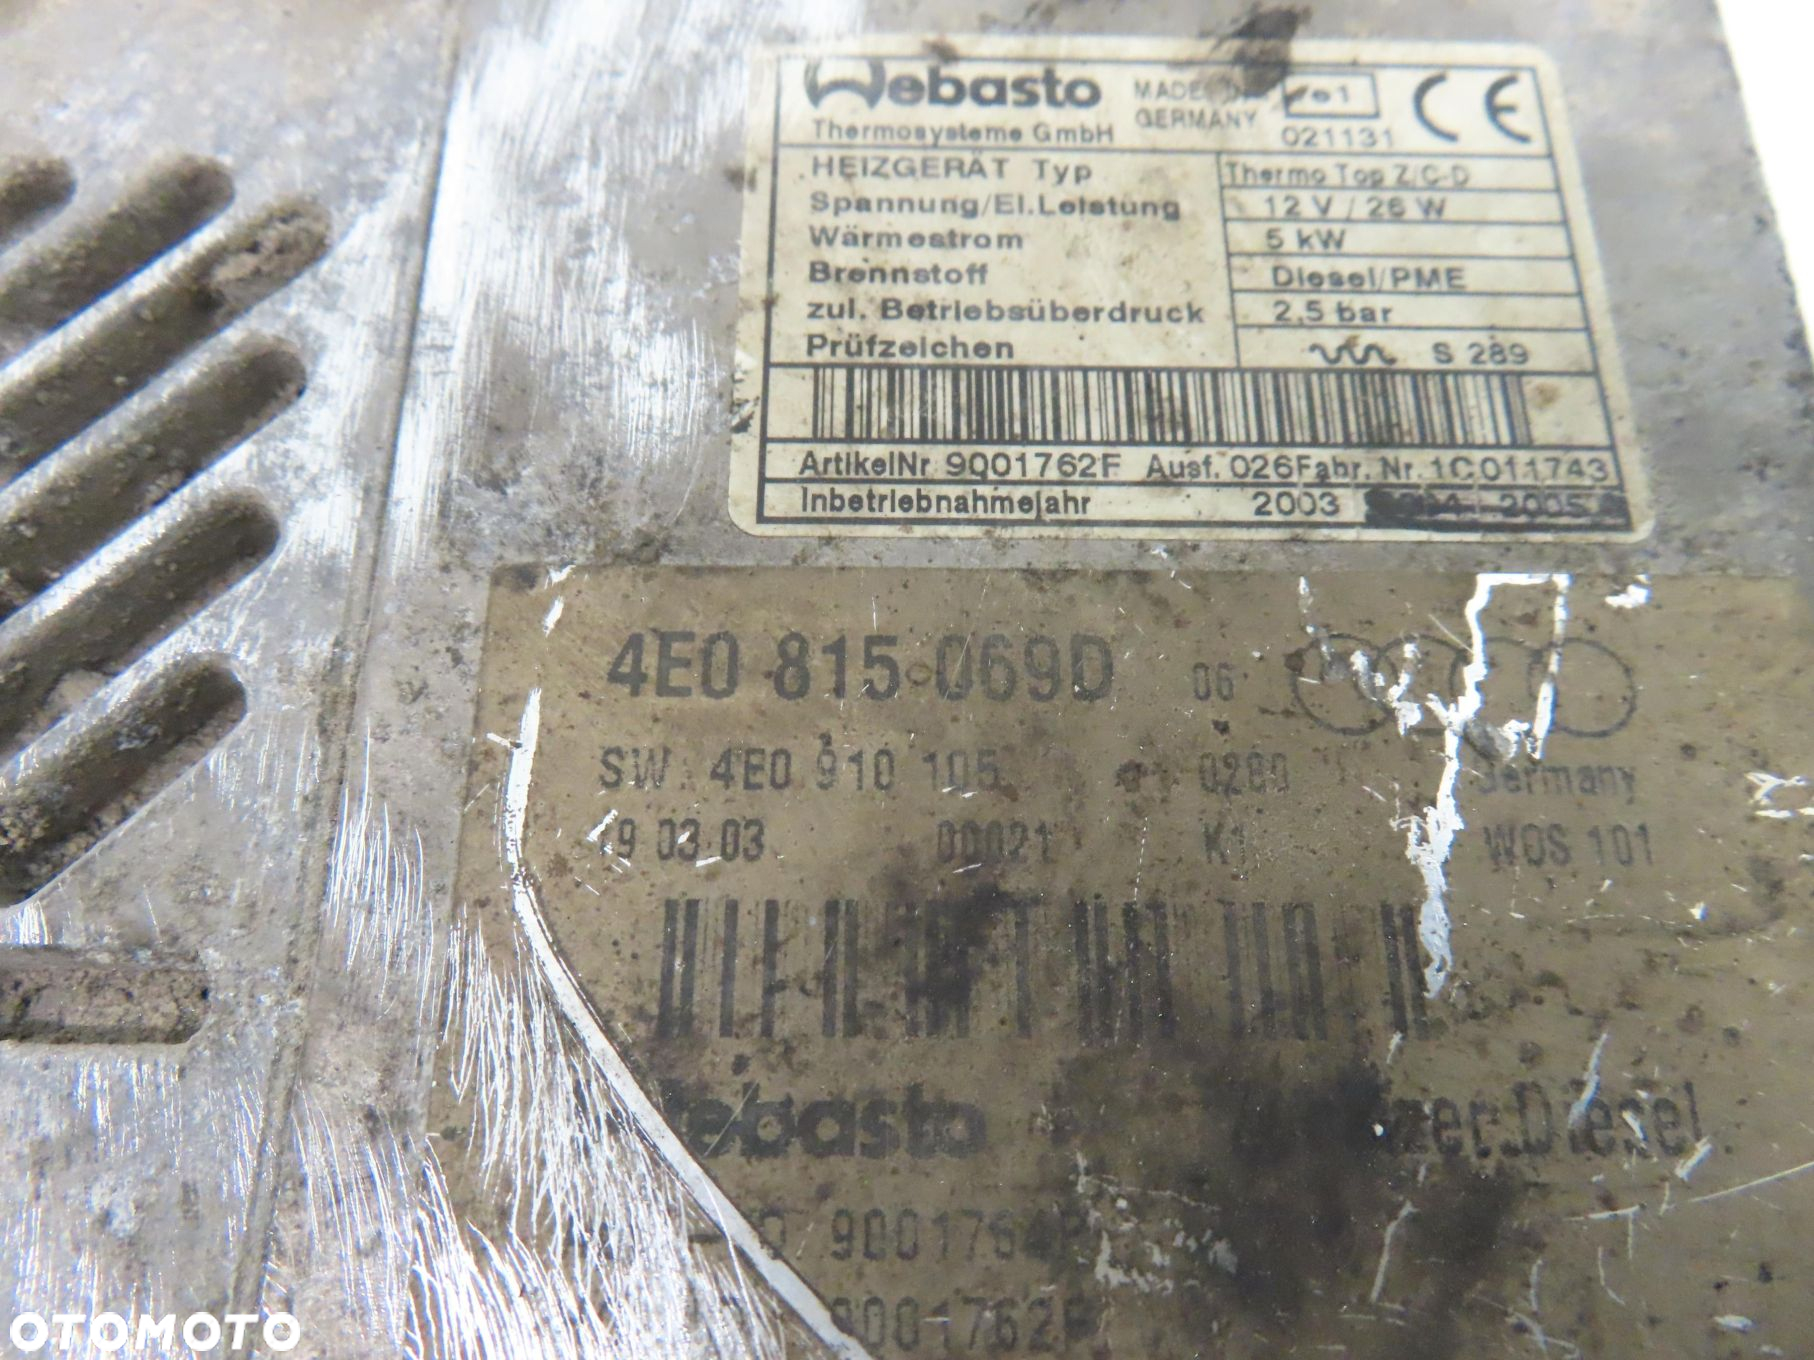 Webasto MADE IN e1 CE
Thermosysteme GmbH GERMANY 021131
HEIZGERÄT Typ Thermo Top Z/C-D
Spannung/El.Leistung 12 V / 26 W
Wärmestrom 5 kW
Brennstoff Diesel/PME
zul. Betriebsüberdruck 2,5 bar
Prüfzeichen S 289
ArtikelNr 9001762F Ausf. 026 Fabr. Nr. 1C011743
Inbetriebnahmejahr 2003 2005
4E0 815 069D 06
SW: 4E0 910 105 0280 Germany
19 03.03 00021 K1 WOS 101
Webasto Diesel
9001764
9001762
OTOMOTO